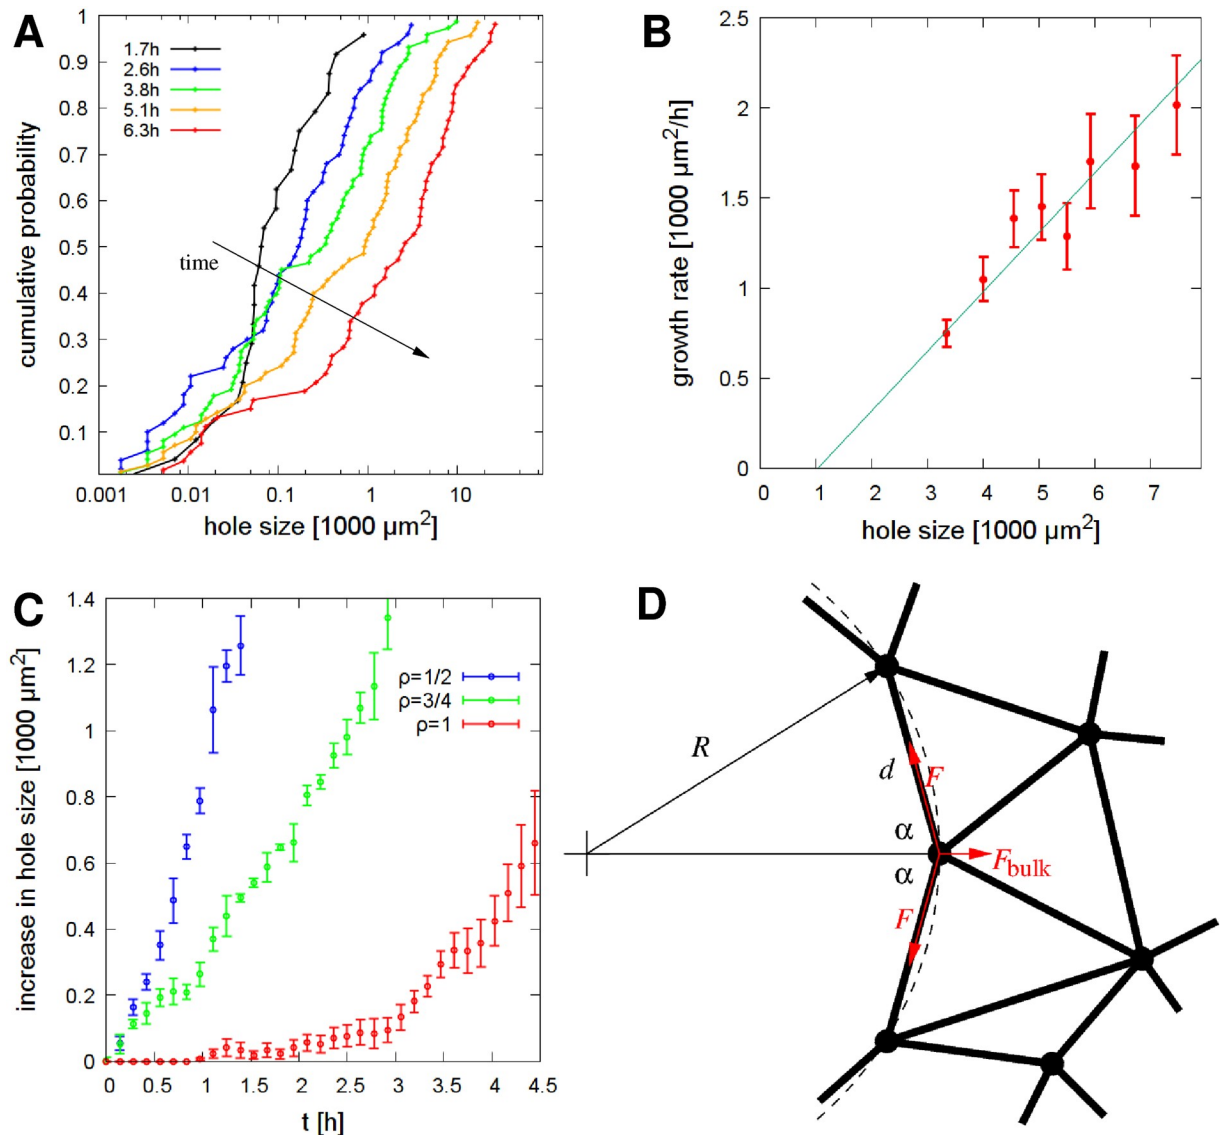 A
1.7h
2.6h
3.8h
5.1h
6.3h
time
cumulative probability
1
0.9
0.8
0.7
0.6
0.5
0.4
0.3
0.2
0.1
0.001 0.01 0.1 1 10
hole size [1000 µm²]
B
growth rate [1000 µm²/h]
2.5
2
1.5
1
0.5
0
0 1 2 3 4 5 6 7
hole size [1000 µm²]
C
increase in hole size [1000 µm²]
1.4
1.2
1
0.8
0.6
0.4
0.2
0
ρ=1/2
ρ=3/4
ρ=1
0 0.5 1 1.5 2 2.5 3 3.5 4 4.5
t [h]
D
R
d
F
α
α
F
Fbulk